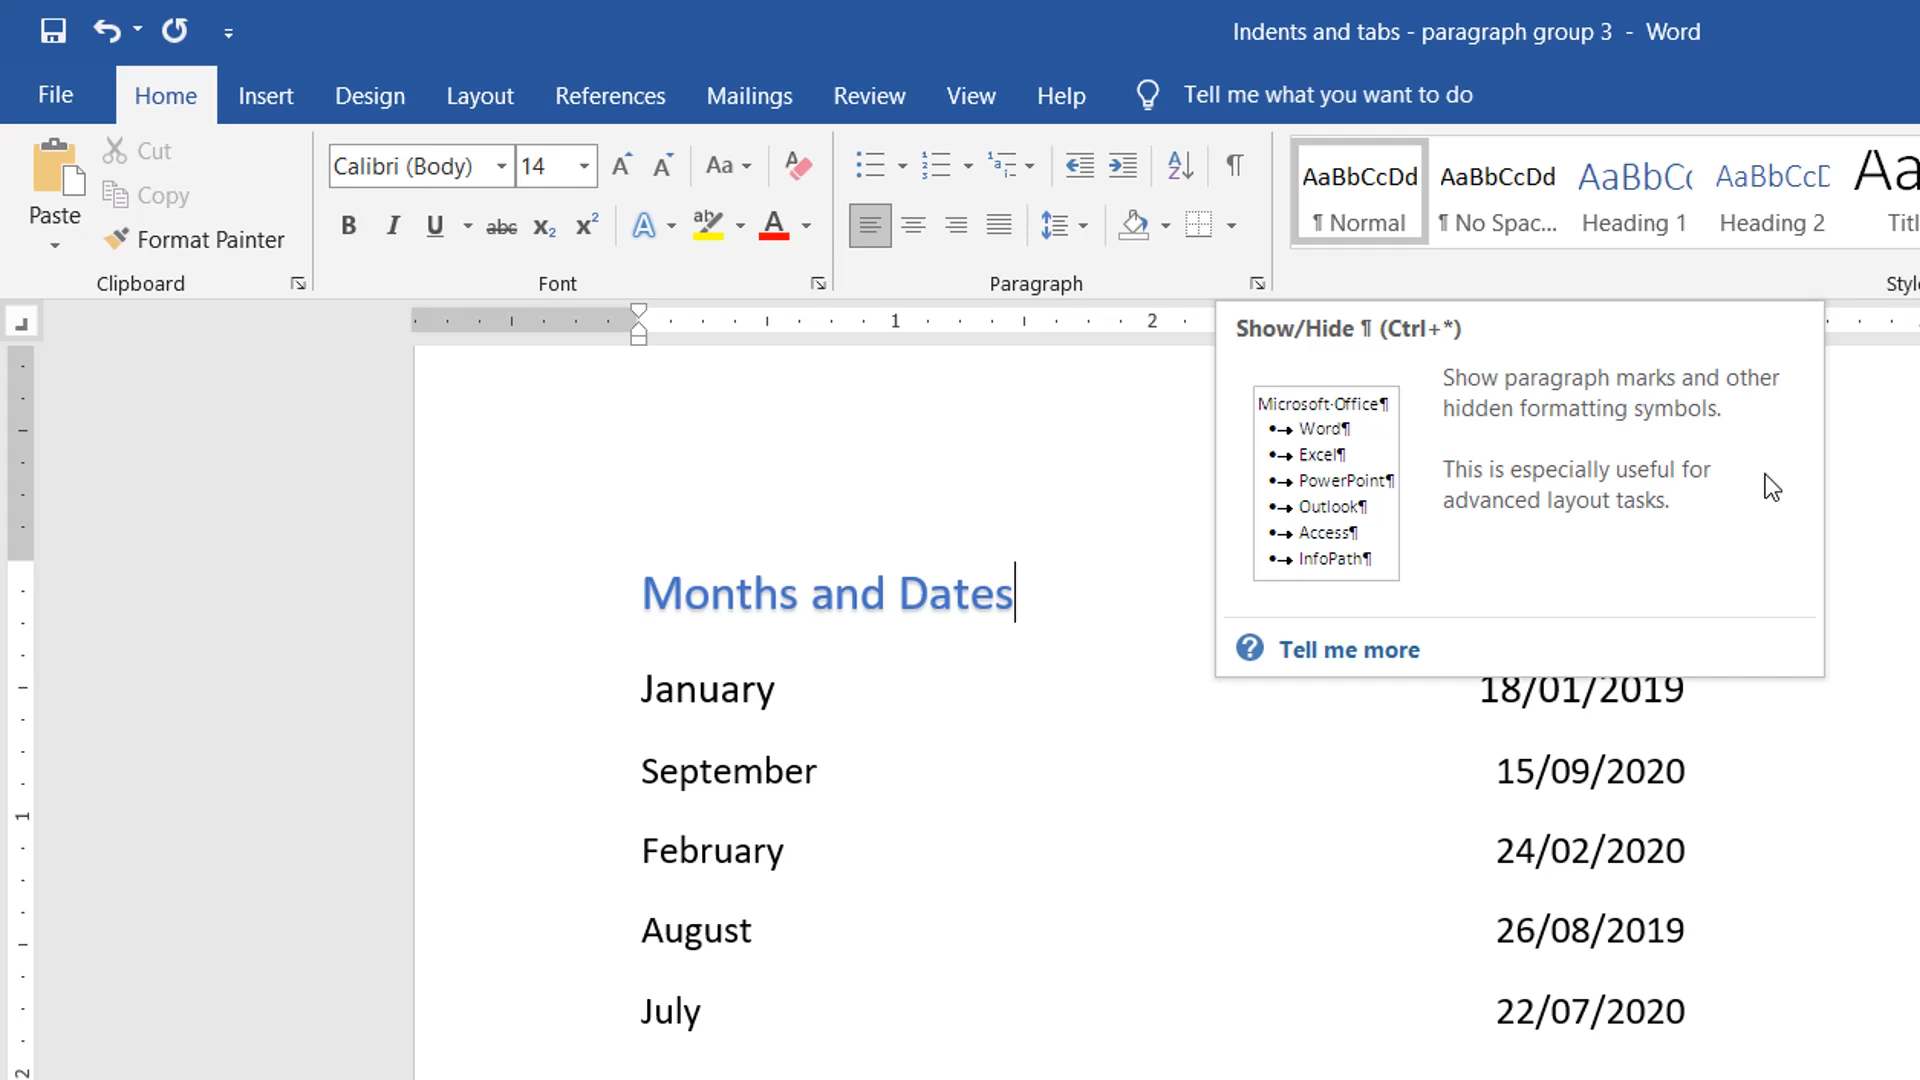 Indents and tabs - paragraph group 3 - Word
File Home Insert Design Layout References Mailings Review View Help Tell me what you want to do
Paste
Cut
Copy
Format Painter
Clipboard
Calibri (Body) 14
Font
Paragraph
AaBbCcDd AaBbCcDd AaBbCc AaBbCcD Aa
¶ Normal ¶ No Spac... Heading 1 Heading 2 Titl
Styl
1 2
Show/Hide ¶ (Ctrl+*)
Microsoft·Office¶
Word¶
Excel¶
PowerPoint¶
Outlook¶
Access¶
InfoPath¶
Show paragraph marks and other
hidden formatting symbols.
This is especially useful for
advanced layout tasks.
Tell me more
Months and Dates
January 18/01/2019
September 15/09/2020
February 24/02/2020
August 26/08/2019
July 22/07/2020
1
2